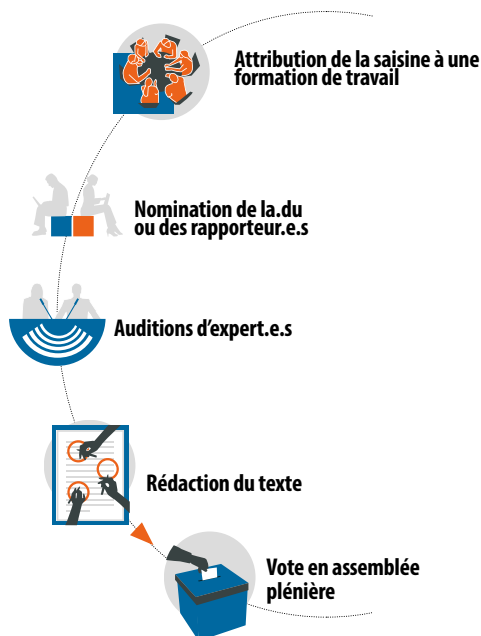 Attribution de la saisine à une
formation de travail
Nomination de la.du
ou des rapporteur.e.s
Auditions d’expert.e.s
Rédaction du texte
Vote en assemblée
plénière